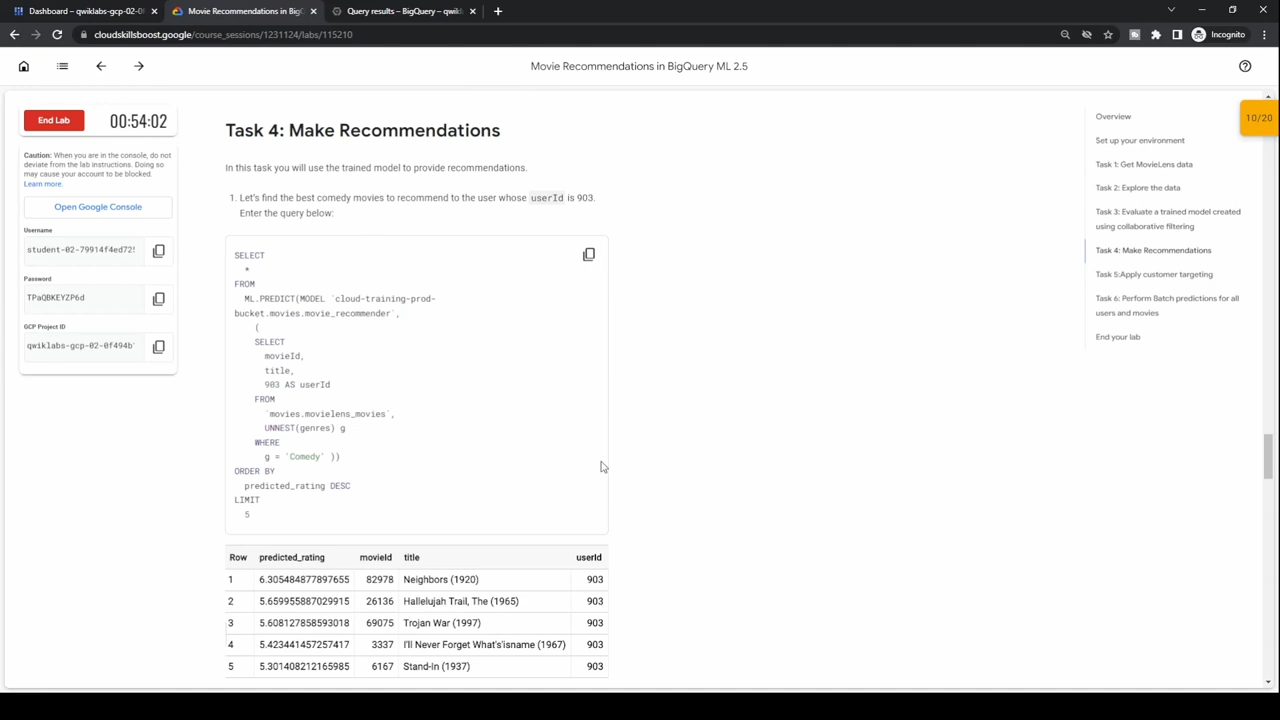 Dashboard – qwiklabs-gcp-02-0f
Movie Recommendations in BigQ
Query results – BigQuery – qwik
cloudskillsboost.google/course_sessions/1231124/labs/115210
Incognito
Movie Recommendations in BigQuery ML 2.5
End Lab
00:54:02
Caution: When you are in the console, do not
deviate from the lab instructions. Doing so
may cause your account to be blocked.
Learn more.
Open Google Console
Username
student-02-79914f4ed725
Password
TPaQBKEYZP6d
GCP Project ID
qwiklabs-gcp-02-0f494b
Task 4: Make Recommendations
In this task you will use the trained model to provide recommendations.
1. Let's find the best comedy movies to recommend to the user whose userId is 903.
Enter the query below:
SELECT
*
FROM
ML.PREDICT(MODEL `cloud-training-prod-
bucket.movies.movie_recommender`,
(
SELECT
movieId,
title,
903 AS userId
FROM
`movies.movielens_movies`,
UNNEST(genres) g
WHERE
g = 'Comedy' ))
ORDER BY
predicted_rating DESC
LIMIT
5
Row predicted_rating movieId title userId
1 6.305484877897655 82978 Neighbors (1920) 903
2 5.659955887029915 26136 Hallelujah Trail, The (1965) 903
3 5.608127858593018 69075 Trojan War (1997) 903
4 5.423441457257417 3337 I'll Never Forget What's'isname (1967) 903
5 5.301408212165985 6167 Stand-In (1937) 903
10/20
Overview
Set up your environment
Task 1: Get MovieLens data
Task 2: Explore the data
Task 3: Evaluate a trained model created
using collaborative filtering
Task 4: Make Recommendations
Task 5:Apply customer targeting
Task 6: Perform Batch predictions for all
users and movies
End your lab